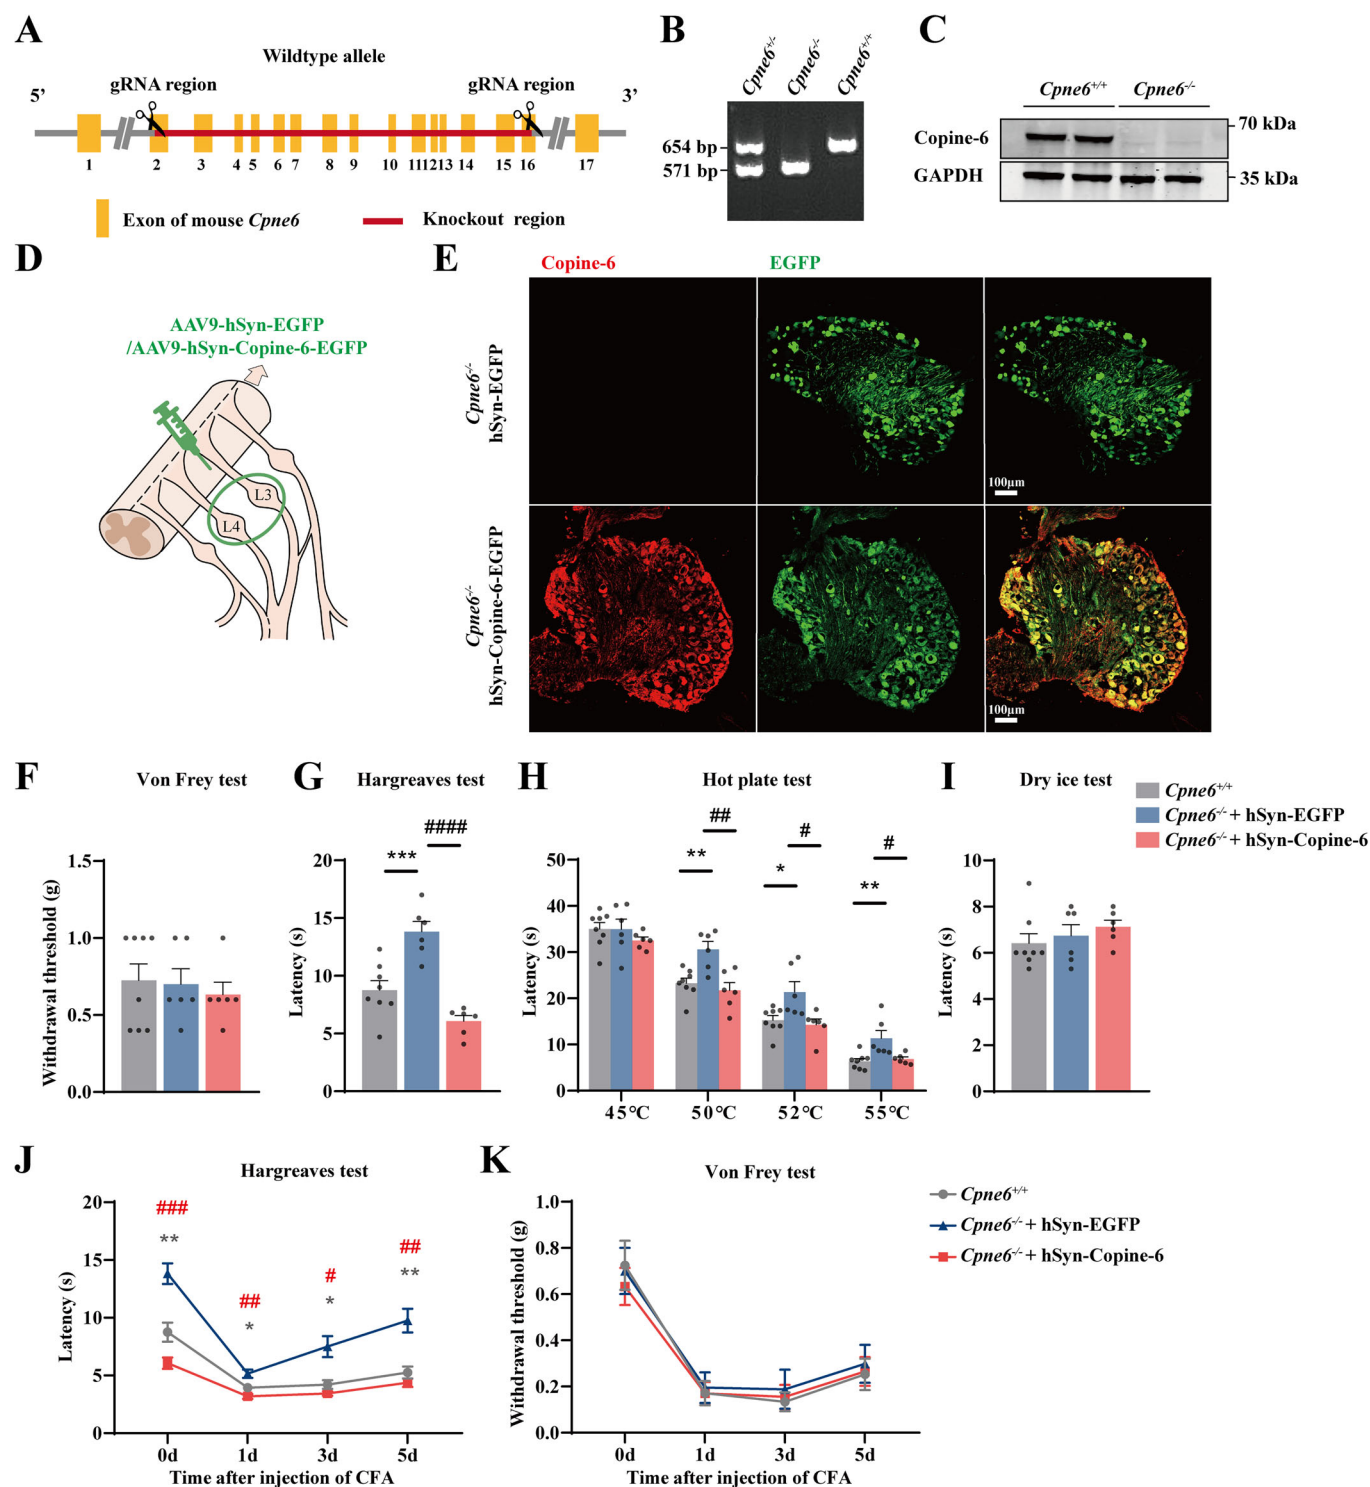 A
Wildtype allele
gRNA region
gRNA region
5’
3’
1 2 3 4 5 6 7 8 9 10 11 12 13 14 15 16 17
Exon of mouse Cpne6
Knockout region
B
Cpne6+/-
Cpne6-/-
Cpne6+/+
654 bp
571 bp
C
Cpne6+/+
Cpne6-/-
Copine-6
70 kDa
GAPDH
35 kDa
D
AAV9-hSyn-EGFP
/AAV9-hSyn-Copine-6-EGFP
L3
L4
E
Copine-6
EGFP
Cpne6-/-
hSyn-EGFP
100μm
Cpne6-/-
hSyn-Copine-6-EGFP
100μm
F
Von Frey test
Withdrawal threshold (g)
1.5
1.0
0.5
0.0
G
Hargreaves test
####
***
Latency (s)
20
15
10
5
0
H
Hot plate test
##
#
#
**
*
**
Latency (s)
50
40
30
20
10
0
45°C 50°C 52°C 55°C
I
Dry ice test
Latency (s)
10
8
6
4
2
0
Cpne6+/+
Cpne6-/- + hSyn-EGFP
Cpne6-/- + hSyn-Copine-6
J
Hargreaves test
###
**
##
*
#
*
##
**
Latency (s)
20
15
10
5
0
0d 1d 3d 5d
Time after injection of CFA
K
Von Frey test
Withdrawal threshold (g)
1.0
0.8
0.6
0.4
0.2
0.0
0d 1d 3d 5d
Time after injection of CFA
Cpne6+/+
Cpne6-/- + hSyn-EGFP
Cpne6-/- + hSyn-Copine-6